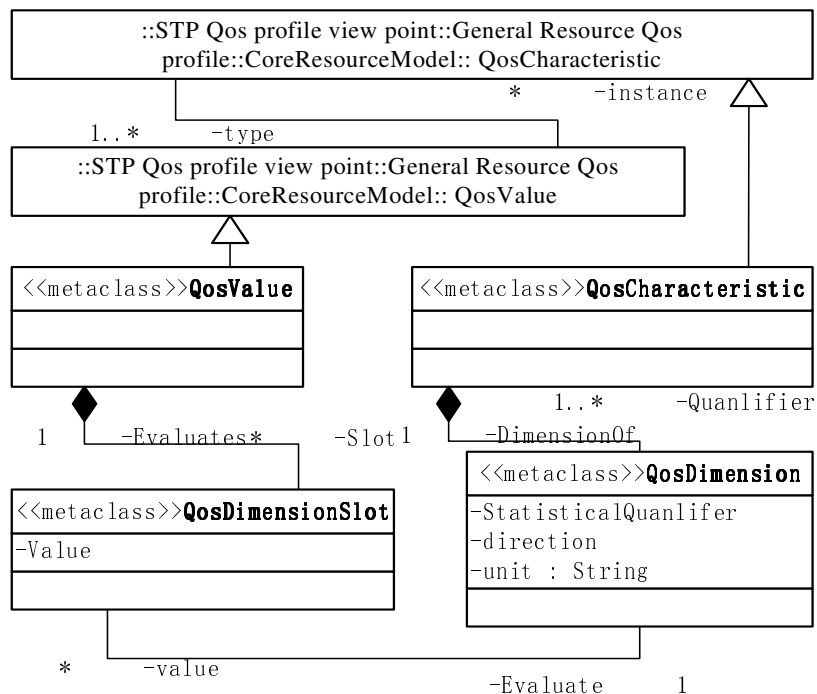 ::STP Qos profile view point::General Resource Qos
profile::CoreResourceModel:: QosCharacteristic
* -instance
1..* -type
::STP Qos profile view point::General Resource Qos
profile::CoreResourceModel:: QosValue
<<metaclass>>QosValue
<<metaclass>>QosCharacteristic
1..* -Quanlifier
1 -Evaluates* -Slot
1 -DimensionOf
<<metaclass>>QosDimension
-StatisticalQuanlifer
-direction
-unit : String
<<metaclass>>QosDimensionSlot
-Value
* -value
-Evaluate 1